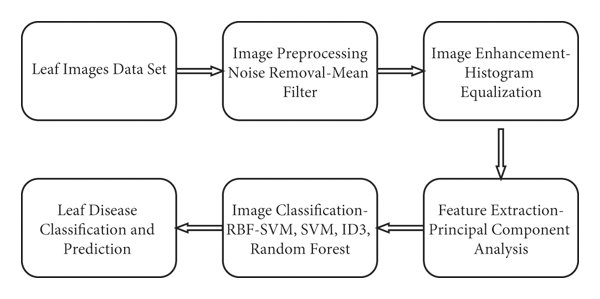 Leaf Images Data Set
Image Preprocessing
Noise Removal-Mean
Filter
Image Enhancement-
Histogram
Equalization
Feature Extraction-
Principal Component
Analysis
Image Classification-
RBF-SVM, SVM, ID3,
Random Forest
Leaf Disease
Classification and
Prediction